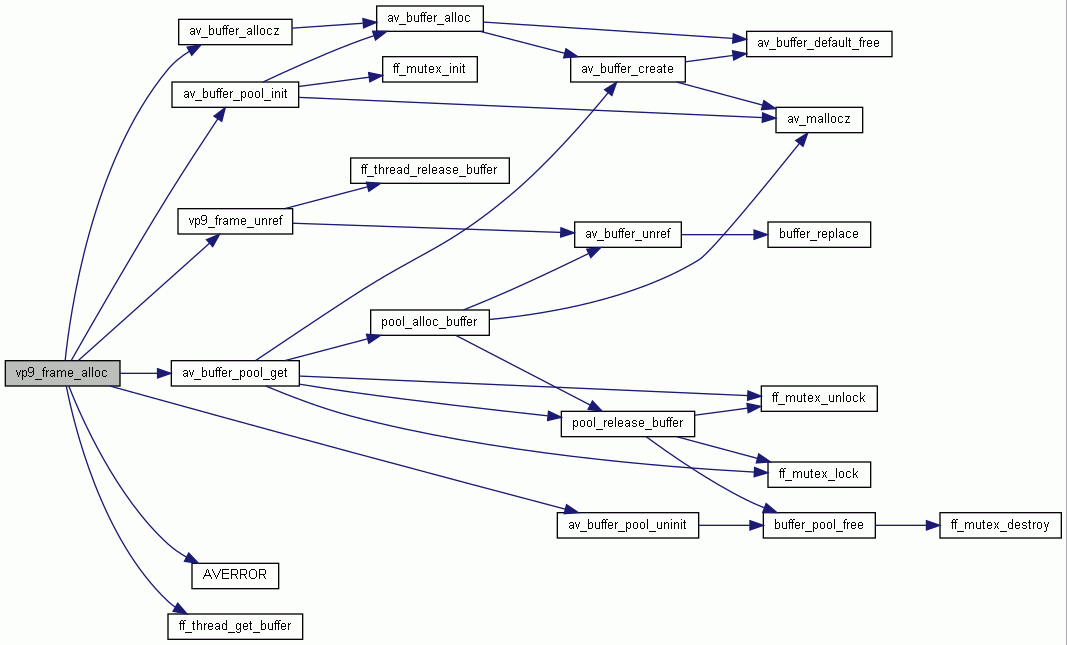 av_buffer_alloc
av_buffer_allocz
av_buffer_default_free
ff_mutex_init
av_buffer_create
av_buffer_pool_init
av_mallocz
ff_thread_release_buffer
vp9_frame_unref
av_buffer_unref
buffer_replace
pool_alloc_buffer
vp9_frame_alloc
av_buffer_pool_get
ff_mutex_unlock
pool_release_buffer
ff_mutex_lock
av_buffer_pool_uninit
buffer_pool_free
ff_mutex_destroy
AVERROR
ff_thread_get_buffer